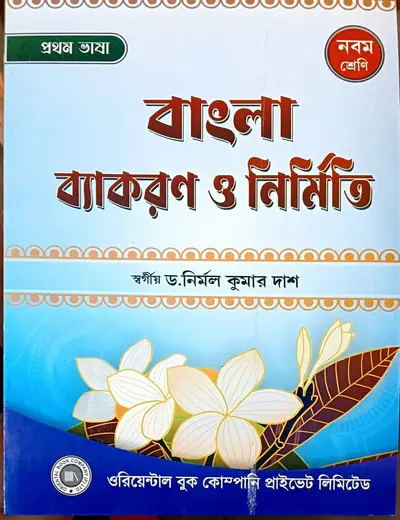 প্রথম ভাষা
নবম
শ্রেণি
বাংলা
ব্যাকরণ ও নির্মিতি
স্বর্গীয় ড.নির্মল কুমার দাশ
ওরিয়েন্টাল বুক কোম্পানি প্রাইভেট লিমিটেড